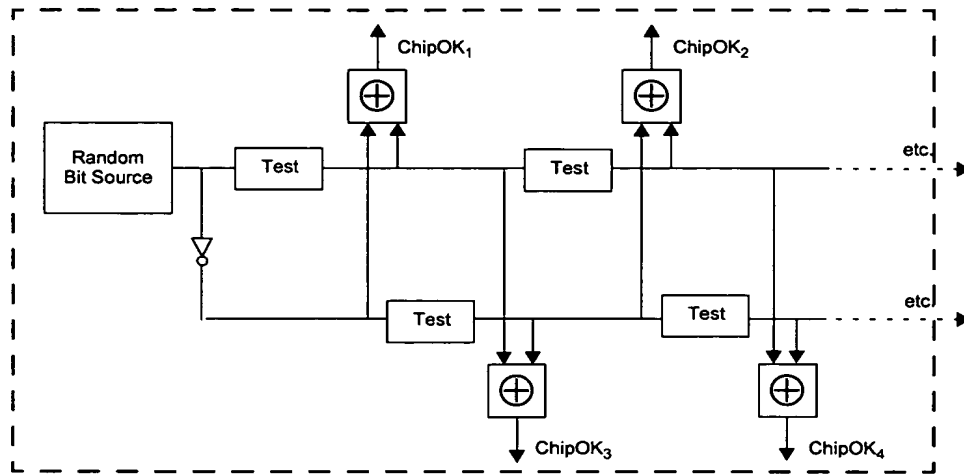 ChipOK₁
ChipOK₂
Random
Bit Source
Test
Test
etc.
Test
Test
etc
ChipOK₃
ChipOK₄